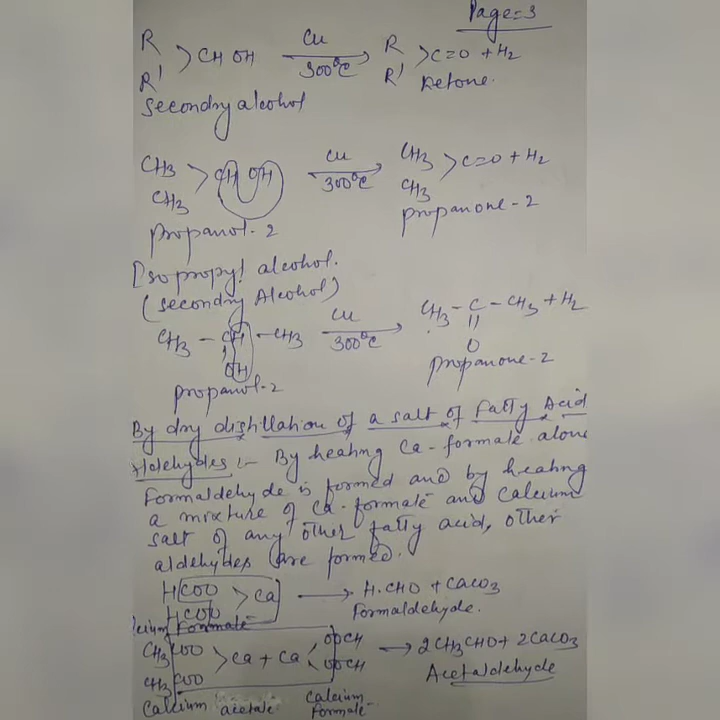 Page=3
R
R' >CHOH Cu 300°C → R R' >C=O + H2
Secondry alcohol Ketone.
CH3
CH3 >CH OH Cu 300°C → CH3 CH3 >C=O + H2
propanol-2 propanone-2
Isopropyl alcohol.
(Secondry Alcohol)
CH3 - CH - CH3 Cu 300°C → CH3 - C - CH3 + H2
OH O
propanol-2 propanone-2
By dry distillation of a salt of Fatty Acid
Aldehydes :- By heating Ca-formate alone
Formaldehyde is formed and by heating
a mixture of Ca-formate and Calcium
salt of any other fatty acid, other
aldehydes are formed.
HCOO
HCOO >Ca → H.CHO + CaCO3
Formaldehyde.
lcium Formate
CH3COO
CH3COO >Ca + Ca< OOCH OOCH → 2CH3CHO + 2CaCO3
Acetaldehyde
Calcium acetate Calcium Formate